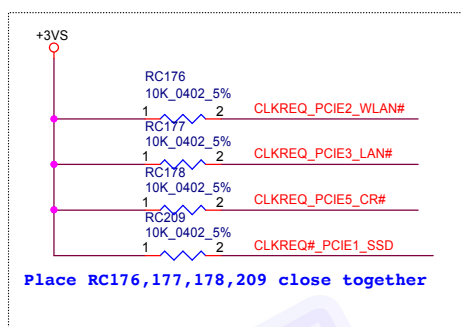 +3VS
RC176
10K_0402_5%
1 2 CLKREQ_PCIE2_WLAN#
RC177
10K_0402_5%
1 2 CLKREQ_PCIE3_LAN#
RC178
10K_0402_5%
1 2 CLKREQ_PCIE5_CR#
RC209
10K_0402_5%
1 2 CLKREQ#_PCIE1_SSD
Place RC176,177,178,209 close together